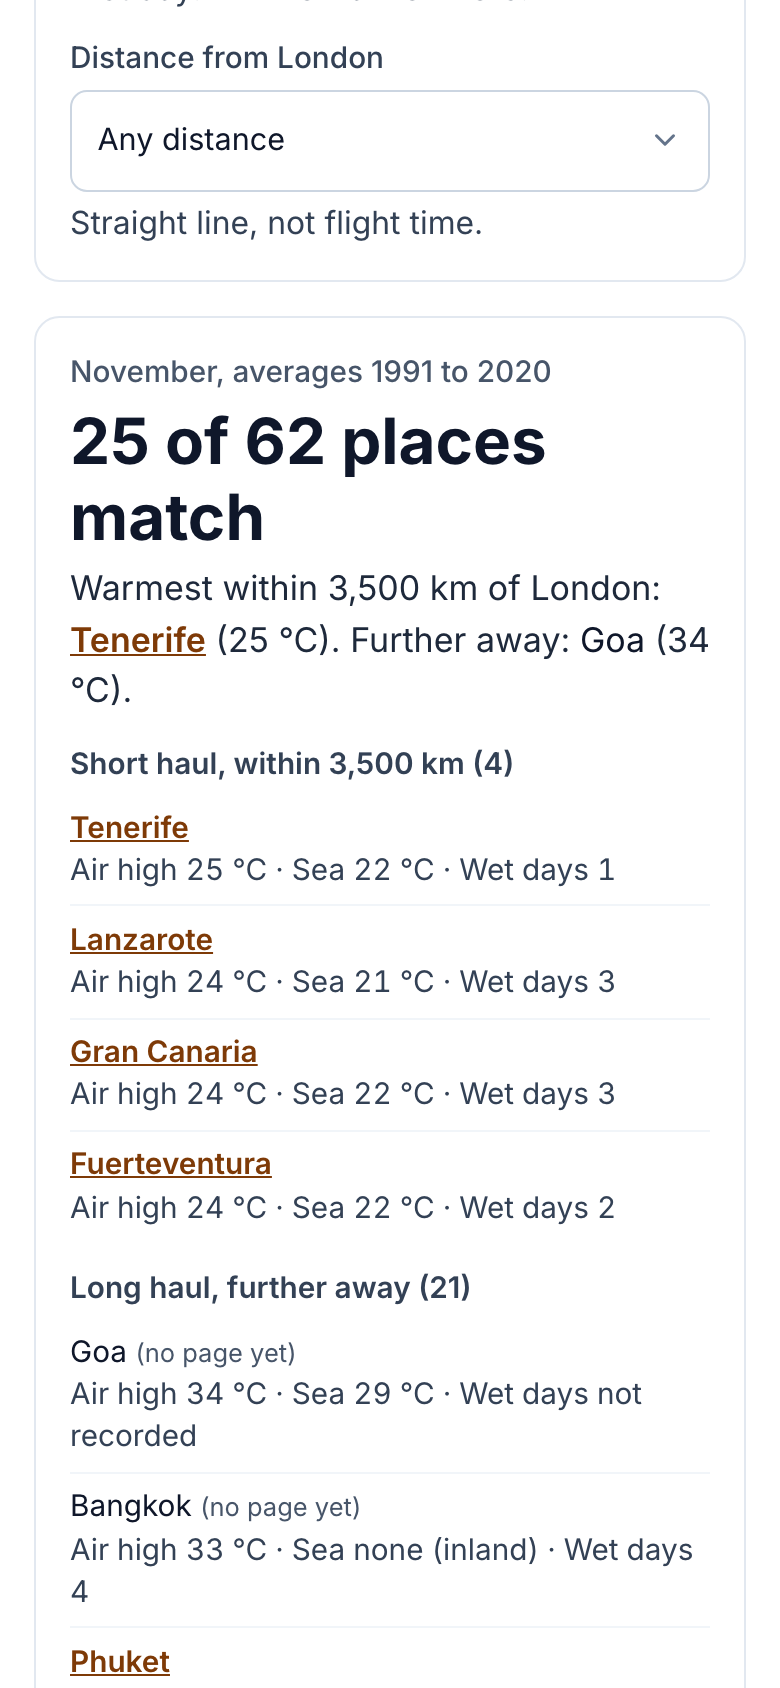 Distance from London
Any distance
Straight line, not flight time.
November, averages 1991 to 2020
25 of 62 places
match
Warmest within 3,500 km of London:
Tenerife (25 °C). Further away: Goa (34
°C).
Short haul, within 3,500 km (4)
Tenerife
Air high 25 °C · Sea 22 °C · Wet days 1
Lanzarote
Air high 24 °C · Sea 21 °C · Wet days 3
Gran Canaria
Air high 24 °C · Sea 22 °C · Wet days 3
Fuerteventura
Air high 24 °C · Sea 22 °C · Wet days 2
Long haul, further away (21)
Goa (no page yet)
Air high 34 °C · Sea 29 °C · Wet days not
recorded
Bangkok (no page yet)
Air high 33 °C · Sea none (inland) · Wet days
4
Phuket